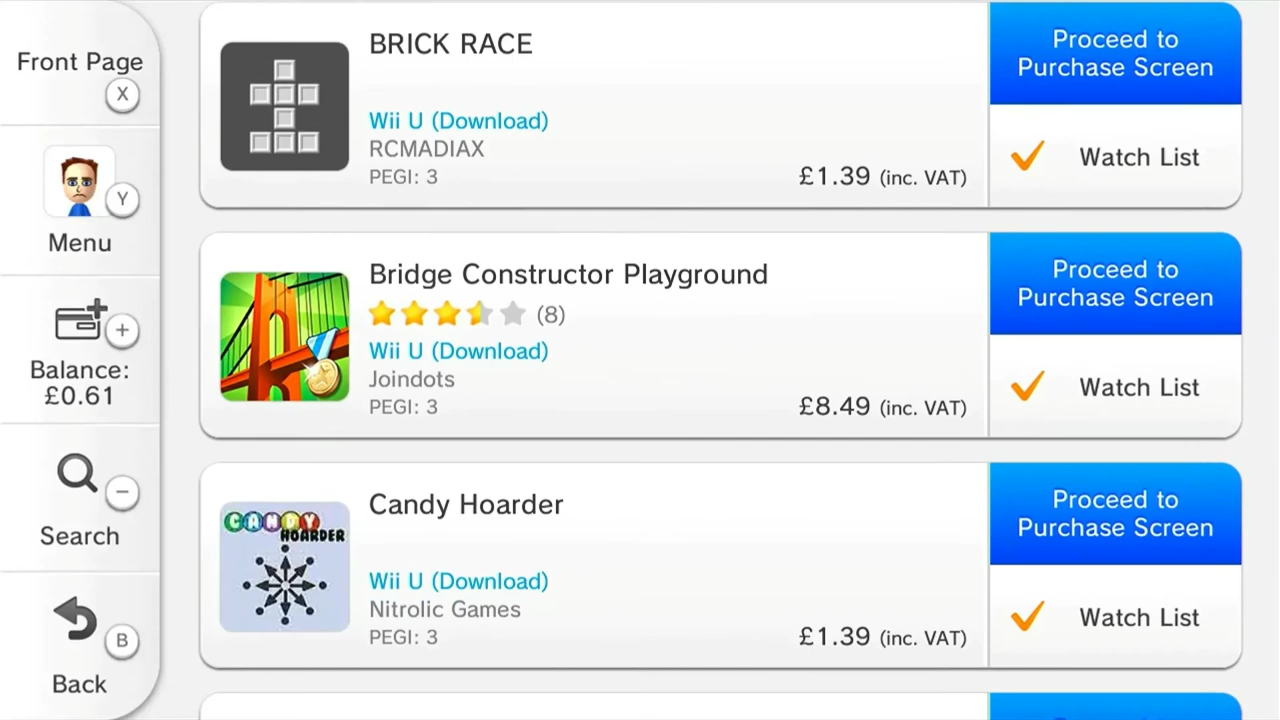 Front Page
X
Y
Menu
+
Balance:
£0.61
−
Search
B
Back
BRICK RACE
Wii U (Download)
RCMADIAX
PEGI: 3
£1.39 (inc. VAT)
Proceed to
Purchase Screen
Watch List
Bridge Constructor Playground
(8)
Wii U (Download)
Joindots
PEGI: 3
£8.49 (inc. VAT)
Proceed to
Purchase Screen
Watch List
CANDY
HOARDER
Candy Hoarder
Wii U (Download)
Nitrolic Games
PEGI: 3
£1.39 (inc. VAT)
Proceed to
Purchase Screen
Watch List
Proceed to